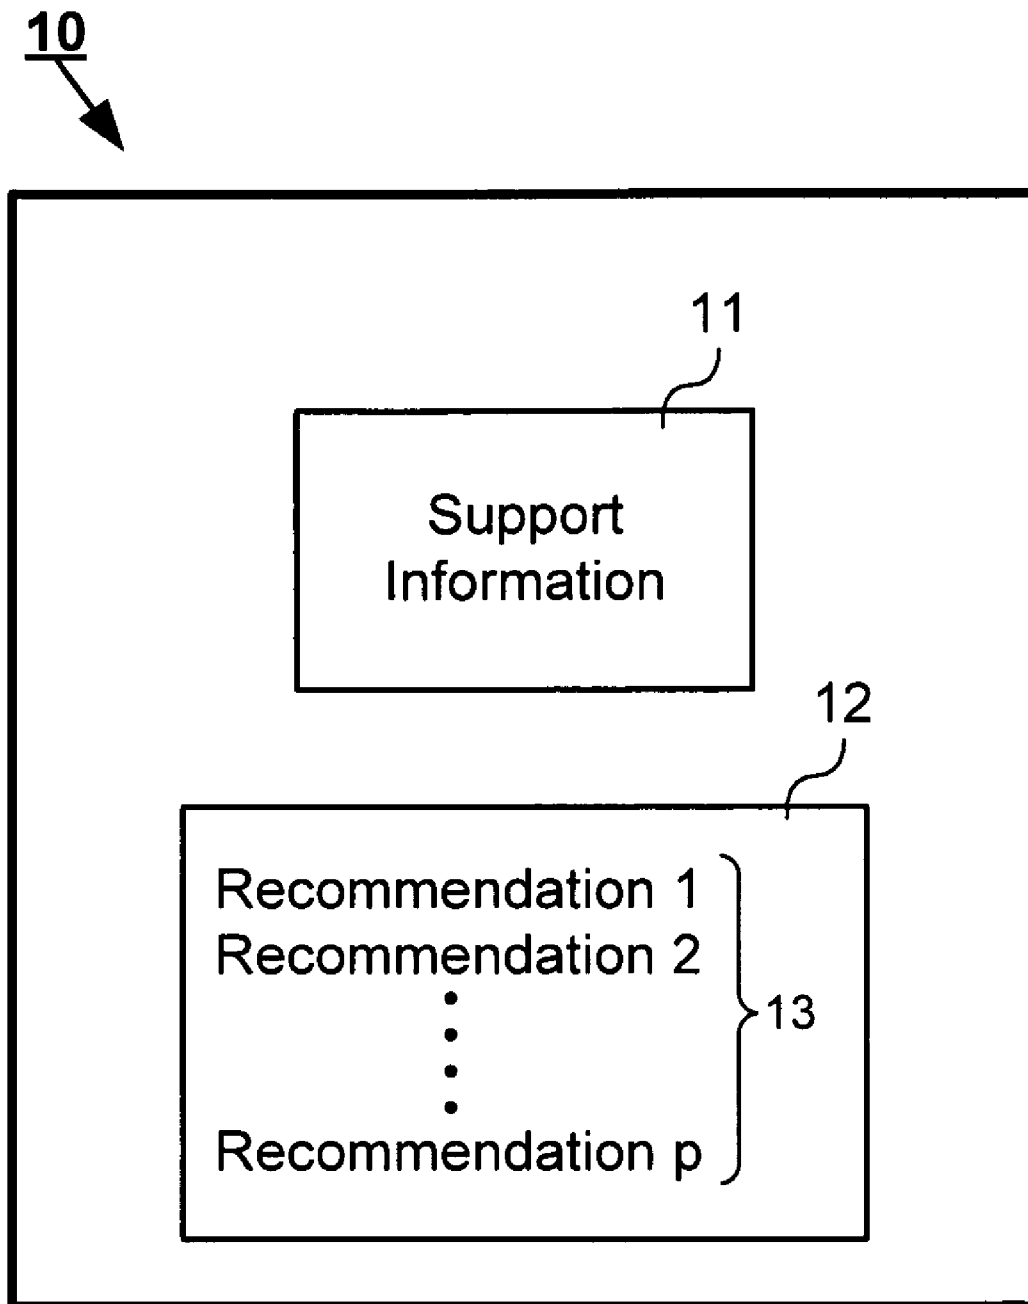 10
11
Support
Information
12
Recommendation 1
Recommendation 2
13
Recommendation p